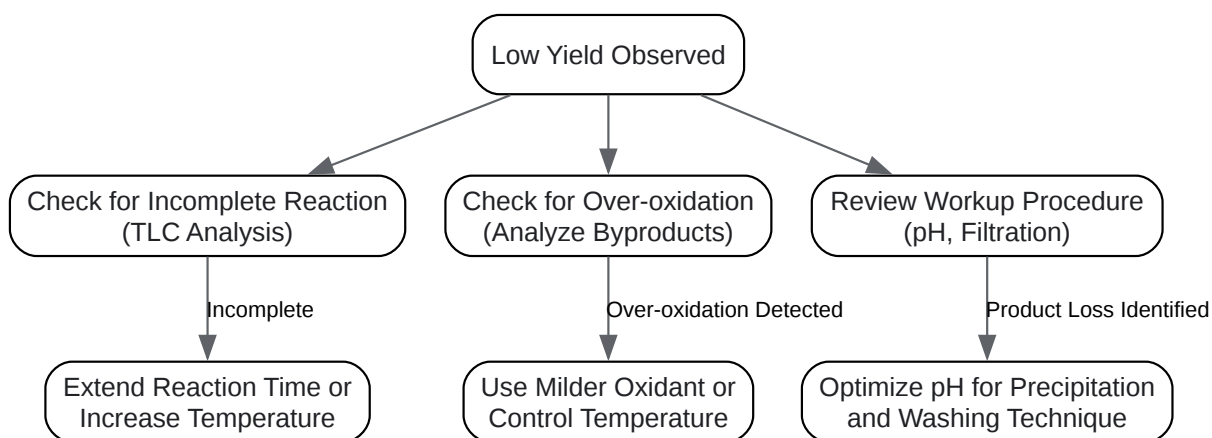 Low Yield Observed
Check for Incomplete Reaction
(TLC Analysis)
Check for Over-oxidation
(Analyze Byproducts)
Review Workup Procedure
(pH, Filtration)
Incomplete
Over-oxidation Detected
Product Loss Identified
Extend Reaction Time or
Increase Temperature
Use Milder Oxidant or
Control Temperature
Optimize pH for Precipitation
and Washing Technique